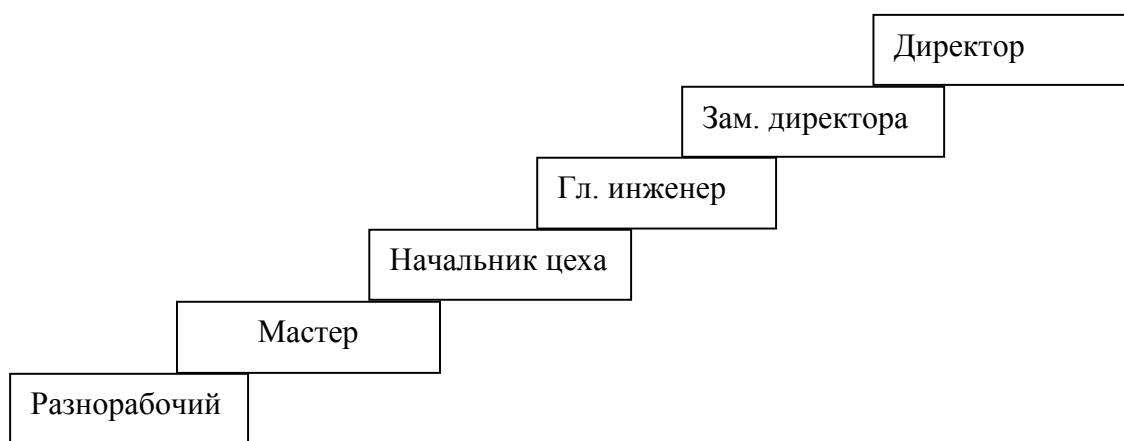 Директор
Зам. директора
Гл. инженер
Начальник цеха
Мастер
Разнорабочий